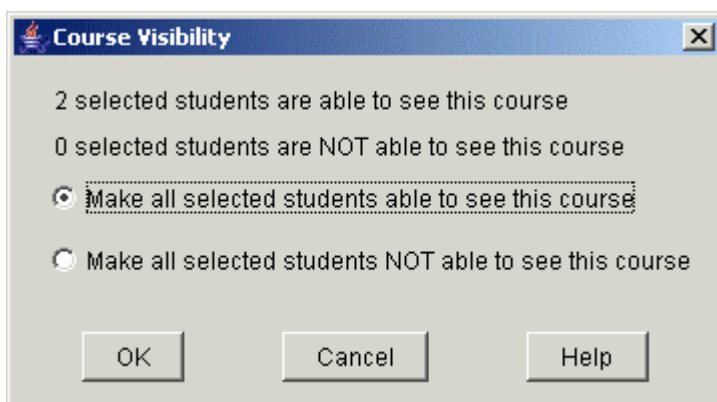 Course Visibility
2 selected students are able to see this course
0 selected students are NOT able to see this course
Make all selected students able to see this course
Make all selected students NOT able to see this course
OK Cancel Help